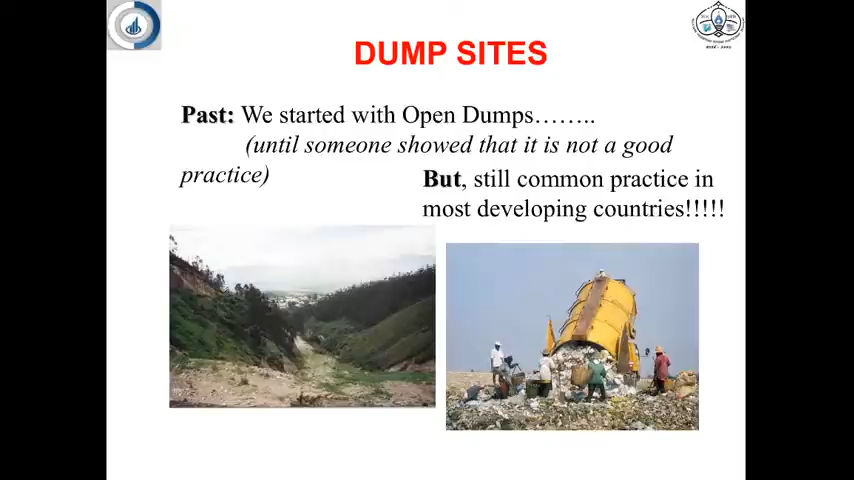 DUMP SITES
Past: We started with Open Dumps……..
(until someone showed that it is not a good
practice)
But, still common practice in
most developing countries!!!!!